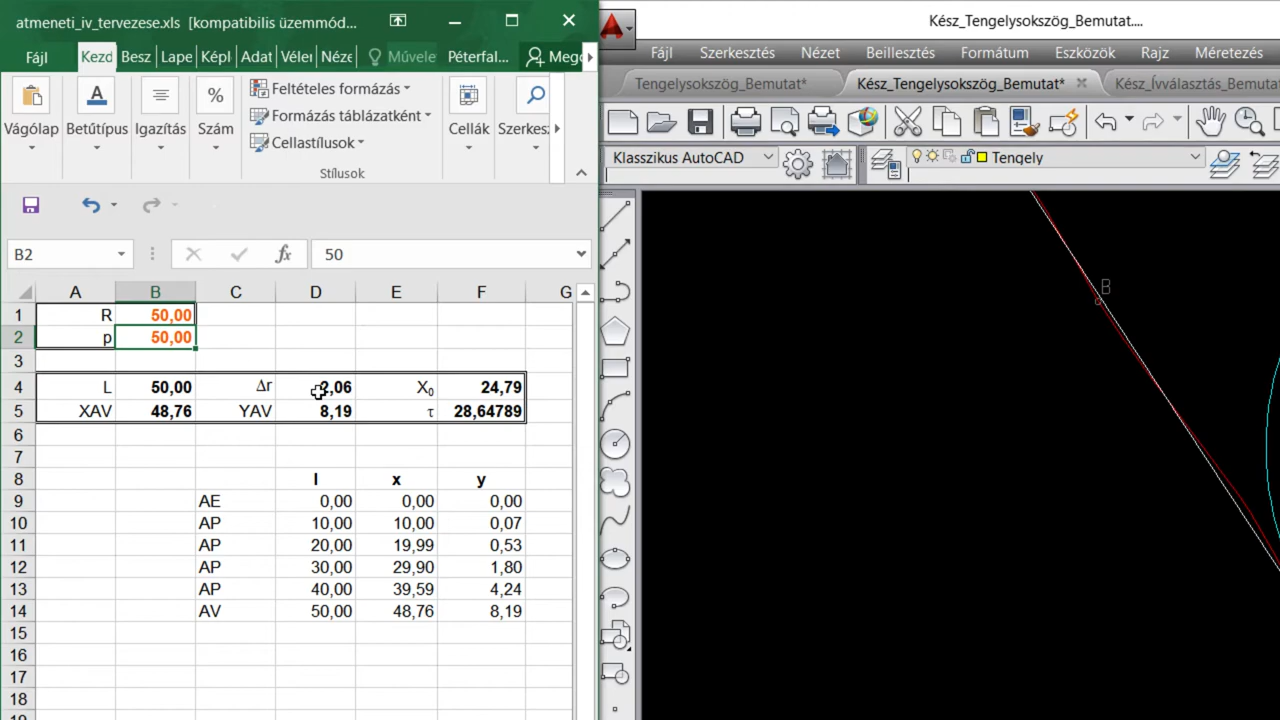 atmeneti_iv_tervezese.xls [kompatibilis üzemmód...
Fájl Kezd Besz Lape Képl Adat Vélei Néze Művele Péterfal... Mego
Vágólap Betűtípus Igazítás Szám
Feltételes formázás
Formázás táblázatként
Cellastílusok
Stílusok
Cellák Szerkes
B2 fx 50
A B C D E F G
1 R 50,00
2 p 50,00
3
4 L 50,00 Δr 2,06 X₀ 24,79
5 XAV 48,76 YAV 8,19 τ 28,64789
6
7
8 l x y
9 AE 0,00 0,00 0,00
10 AP 10,00 10,00 0,07
11 AP 20,00 19,99 0,53
12 AP 30,00 29,90 1,80
13 AP 40,00 39,59 4,24
14 AV 50,00 48,76 8,19
15
16
17
18
Kész_Tengelysokszög_Bemutat....
Fájl Szerkesztés Nézet Beillesztés Formátum Eszközök Rajz Méretezés
Tengelysokszög_Bemutat* Kész_Tengelysokszög_Bemutat* Kész_Ívválasztás_Bemutat
Klasszikus AutoCAD Tengely
B